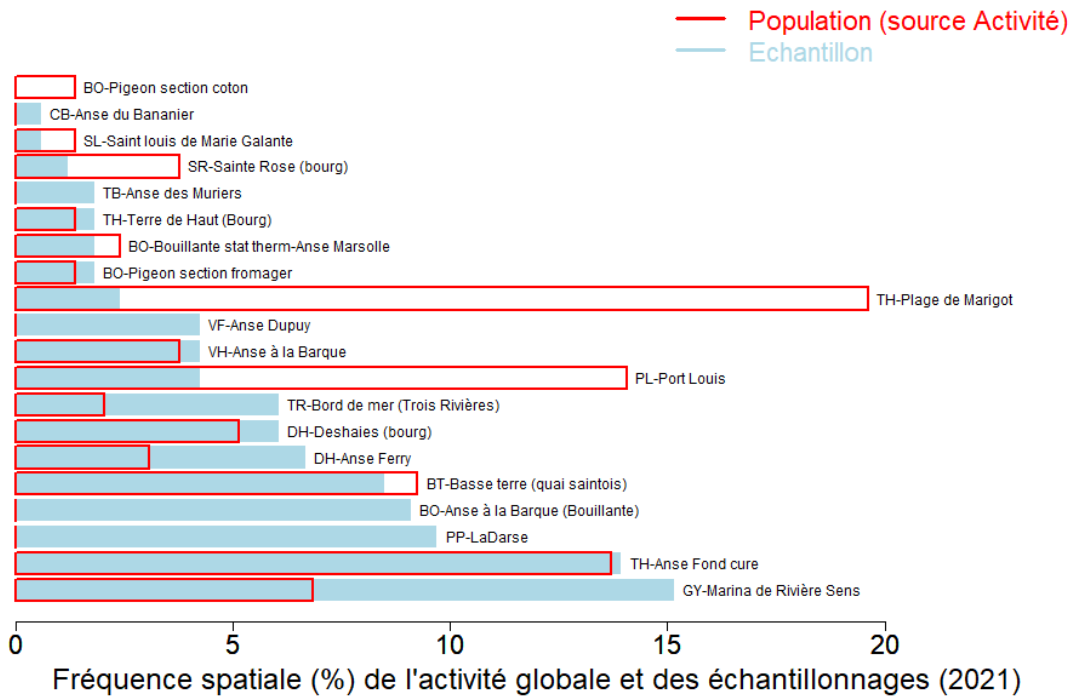 Population (source Activité)
Echantillon
BO-Pigeon section coton
CB-Anse du Bananier
SL-Saint louis de Marie Galante
SR-Sainte Rose (bourg)
TB-Anse des Muriers
TH-Terre de Haut (Bourg)
BO-Bouillante stat therm-Anse Marsolle
BO-Pigeon section fromager
TH-Plage de Marigot
VF-Anse Dupuy
VH-Anse à la Barque
PL-Port Louis
TR-Bord de mer (Trois Rivières)
DH-Deshaies (bourg)
DH-Anse Ferry
BT-Basse terre (quai saintois)
BO-Anse à la Barque (Bouillante)
PP-LaDarse
TH-Anse Fond cure
GY-Marina de Rivière Sens
0 5 10 15 20
Fréquence spatiale (%) de l'activité globale et des échantillonnages (2021)